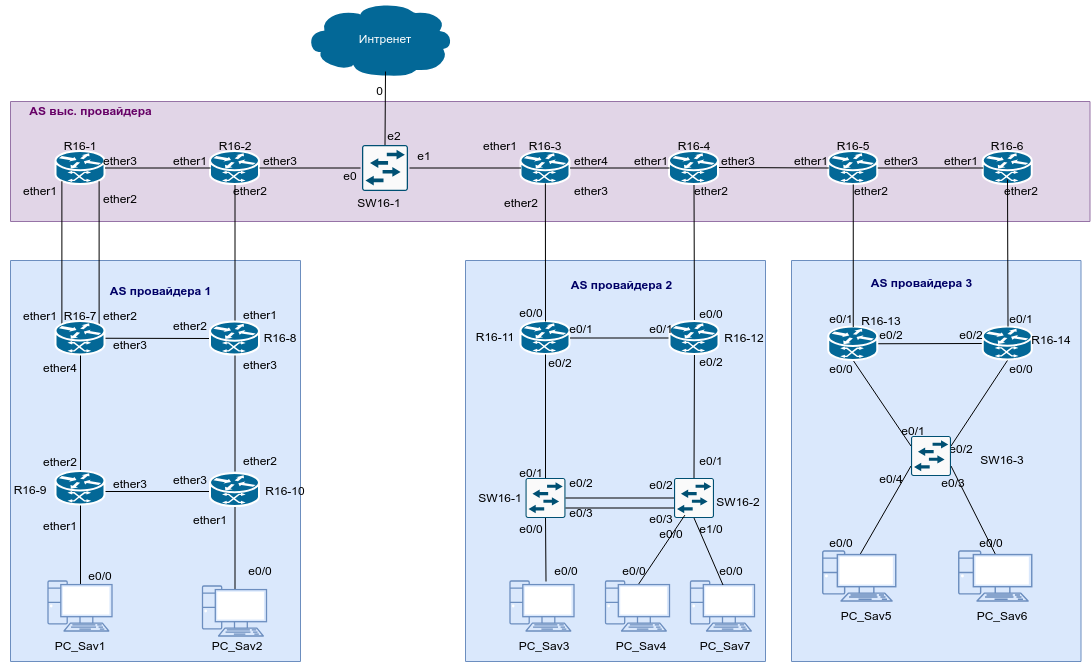 Интренет
0
AS выс. провайдера
e2
R16-1
R16-2
ether1
R16-3
R16-4
R16-5
R16-6
ether3
ether1
ether3
e1
ether4
ether1
ether3
ether1
ether3
ether1
e0
ether1
ether2
ether2
SW16-1
ether2
ether3
ether2
ether2
ether2
AS провайдера 1
AS провайдера 2
AS провайдера 3
ether1
R16-7
ether2
ether1
e0/0
e0/0
e0/1
R16-13
e0/1
ether2
R16-8
R16-11
e0/1
e0/1
R16-12
e0/2
e0/2
R16-14
ether3
ether4
ether3
e0/2
e0/2
e0/0
e0/0
e0/1
e0/2
SW16-3
ether2
ether2
e0/1
e0/1
R16-9
ether3
ether3
R16-10
e0/2
e0/2
e0/4
e0/3
SW16-1
SW16-2
ether1
ether1
e0/3
e0/3
e0/0
e0/0
e1/0
e0/0
e0/0
e0/0
e0/0
e0/0
e0/0
e0/0
PC_Sav1
PC_Sav2
PC_Sav3
PC_Sav4
PC_Sav7
PC_Sav5
PC_Sav6